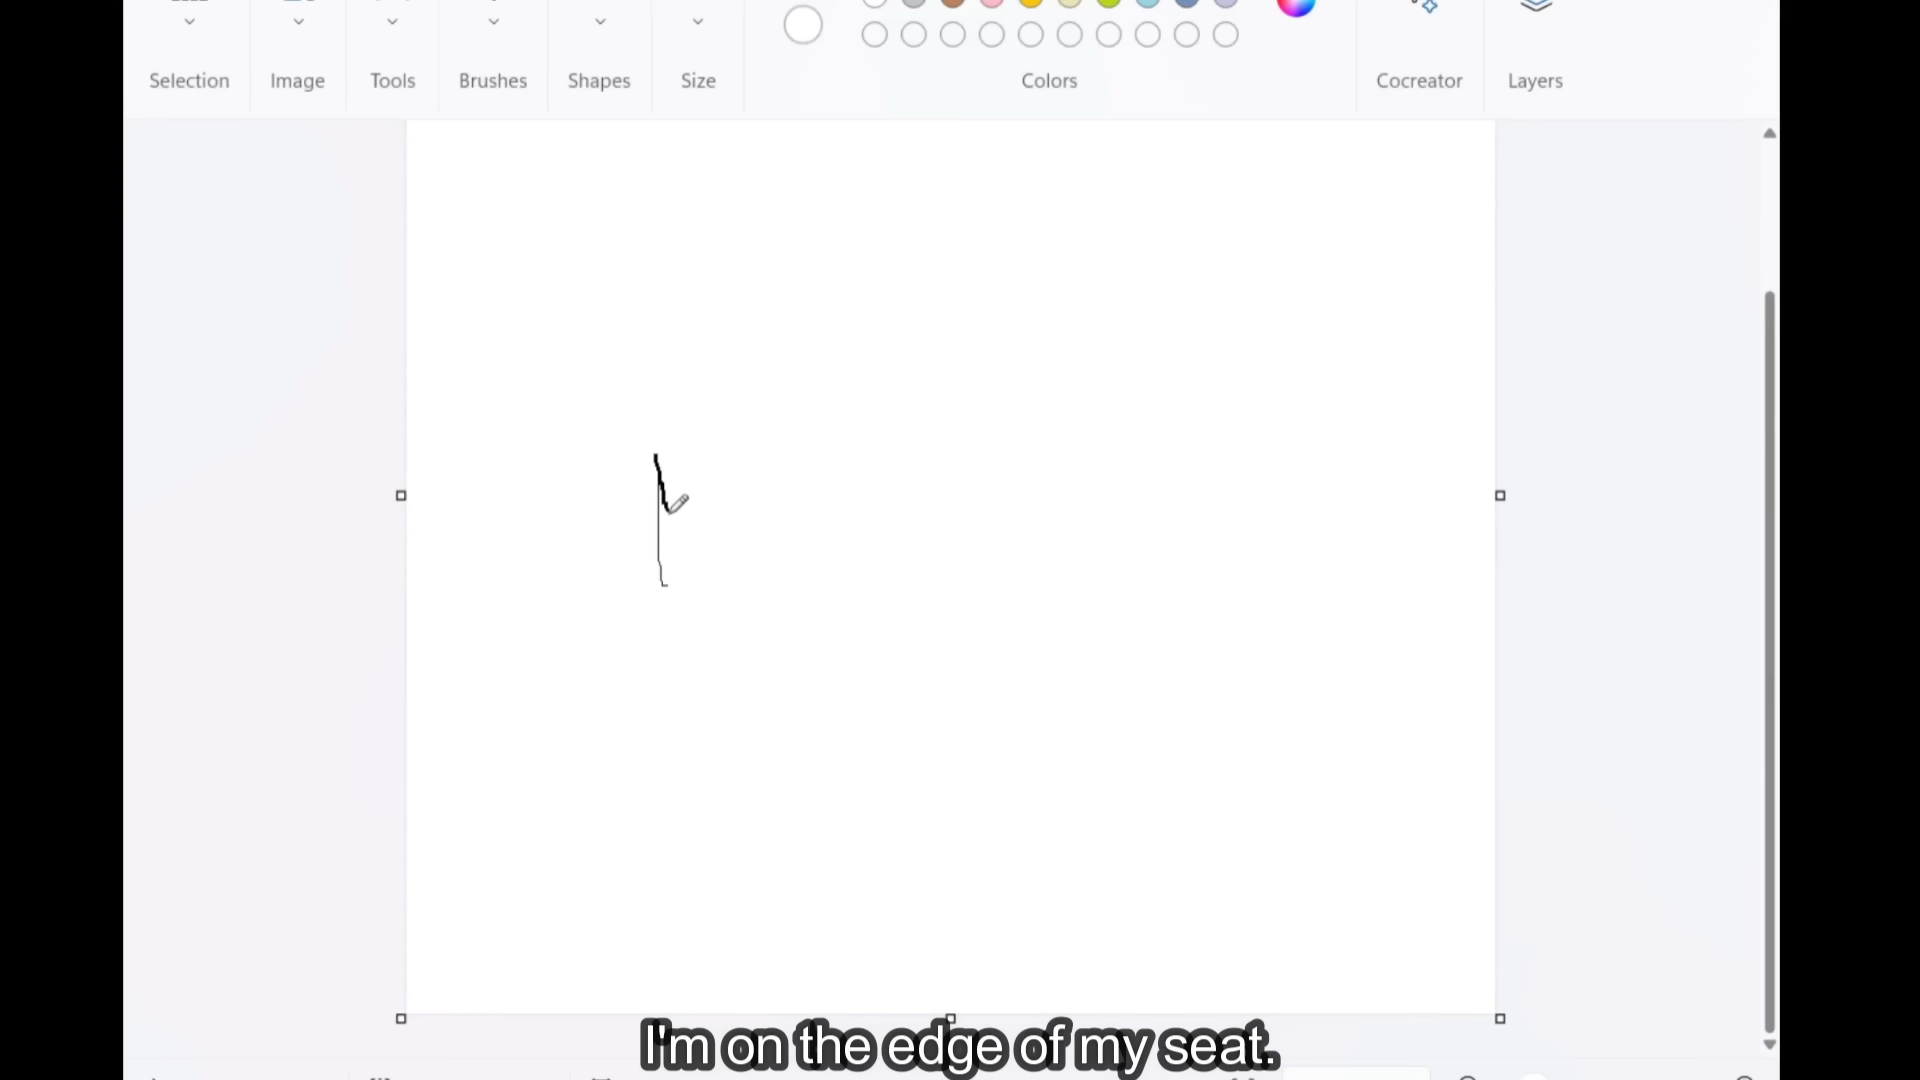 Selection Image Tools Brushes Shapes Size Colors Cocreator Layers
I'm on the edge of my seat.